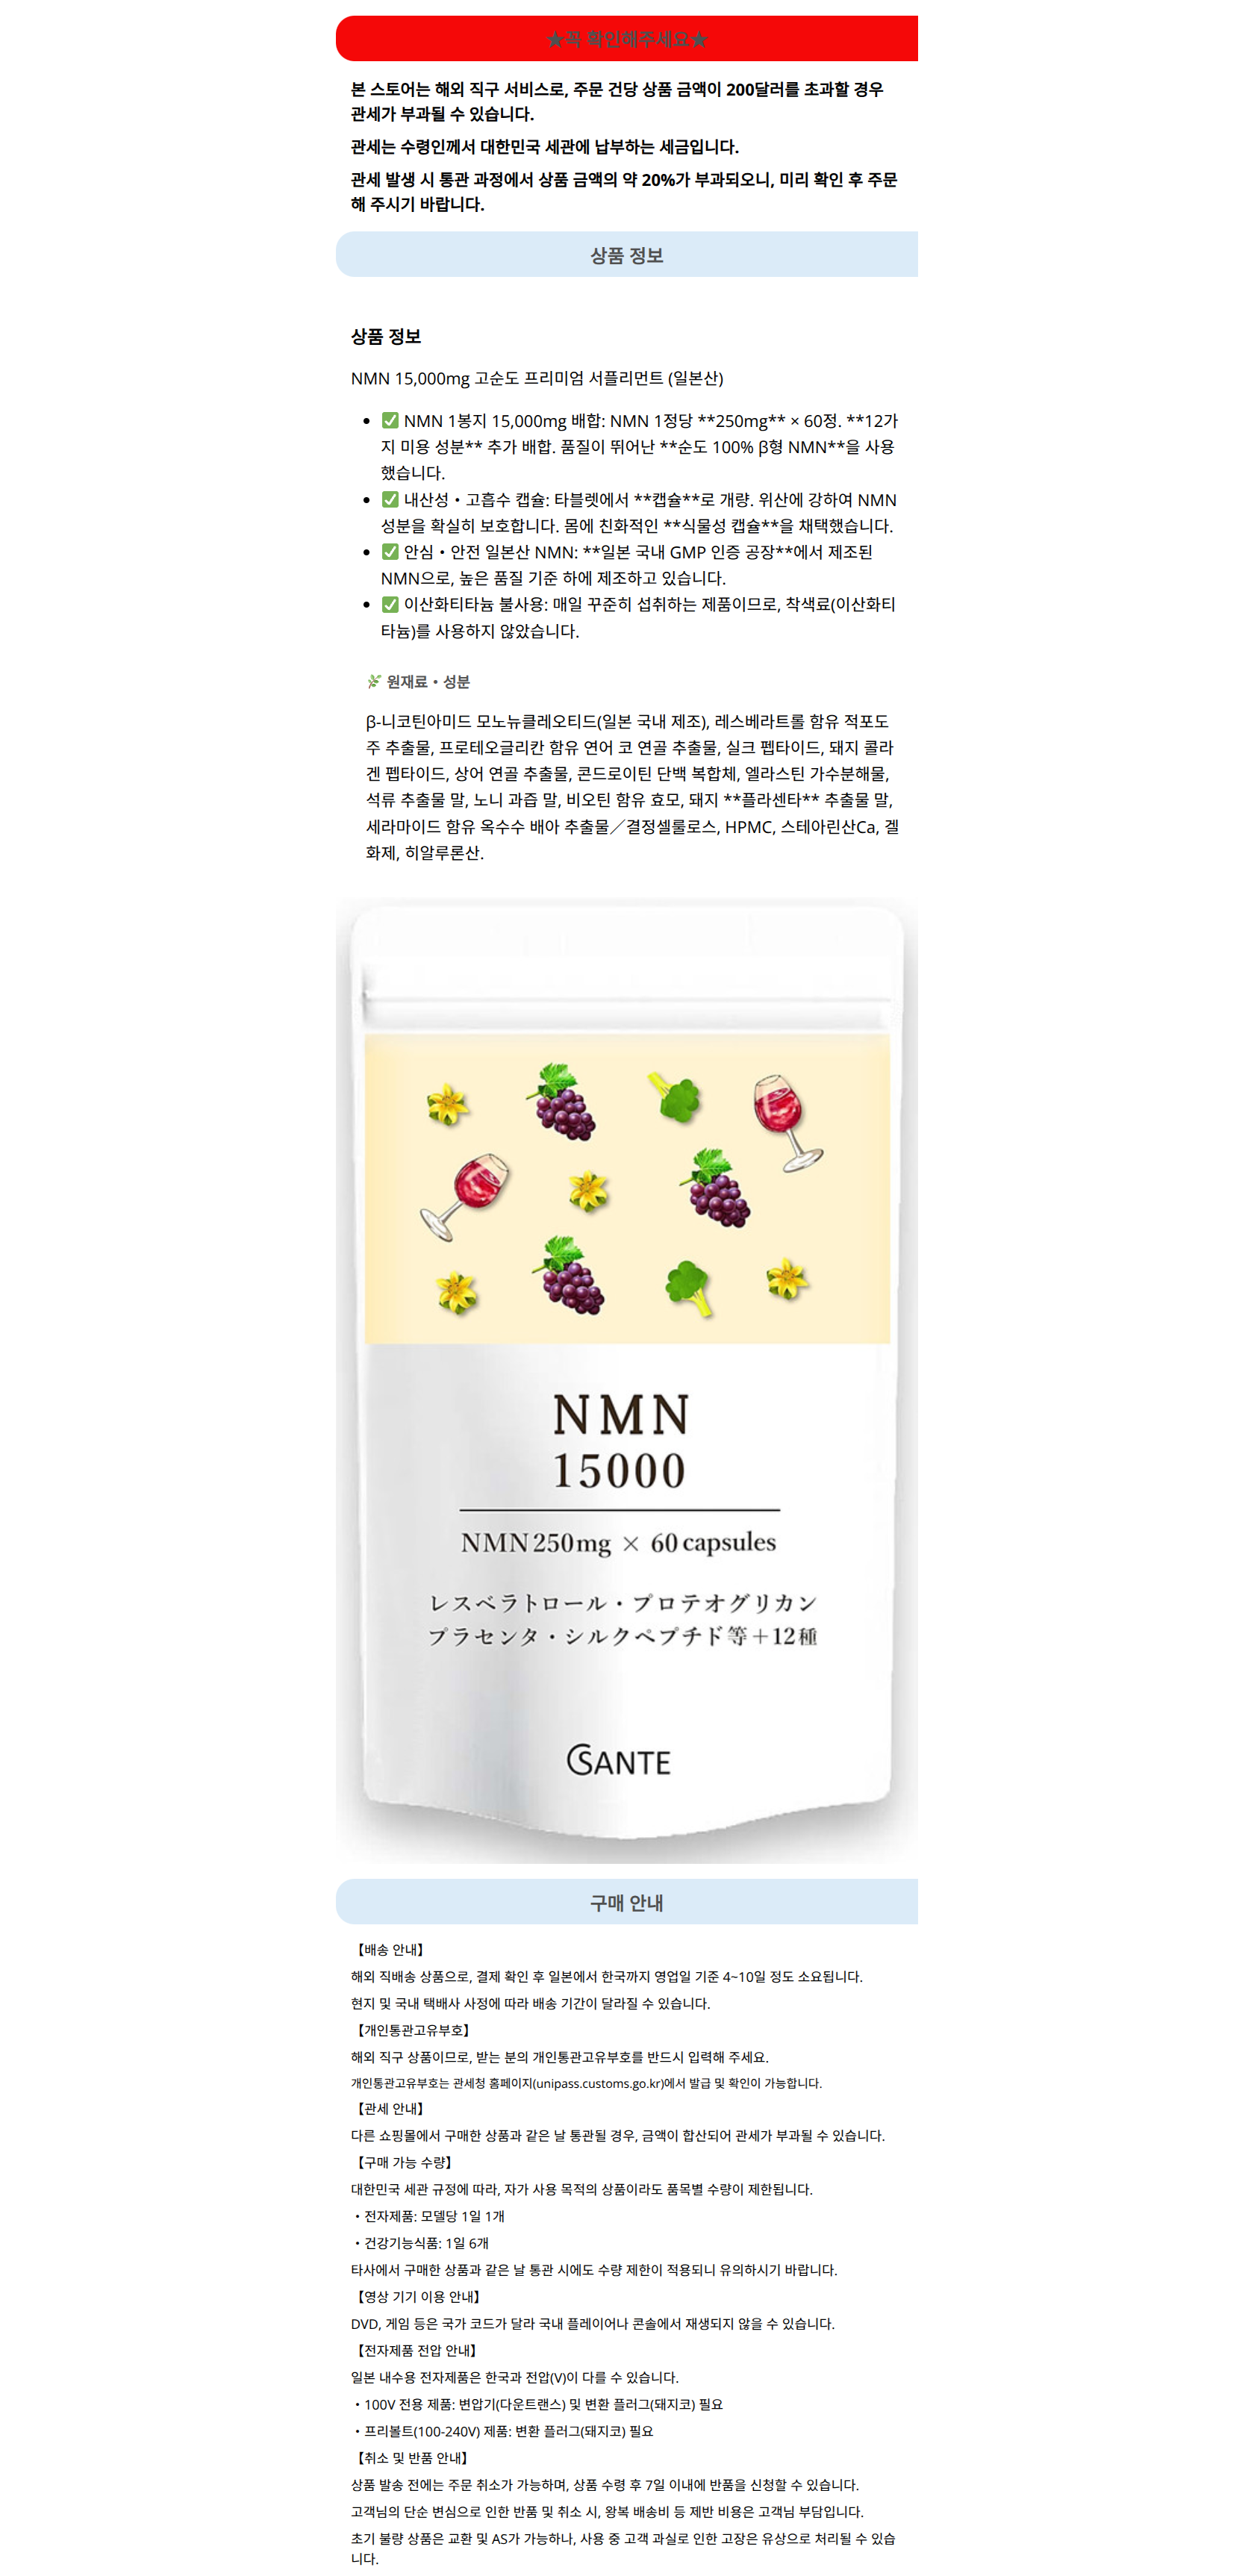 ★꼭 확인해주세요★
본 스토어는 해외 직구 서비스로, 주문 건당 상품 금액이 200달러를 초과할 경우
관세가 부과될 수 있습니다.
관세는 수령인께서 대한민국 세관에 납부하는 세금입니다.
관세 발생 시 통관 과정에서 상품 금액의 약 20%가 부과되오니, 미리 확인 후 주문
해 주시기 바랍니다.
상품 정보
상품 정보
NMN 15,000mg 고순도 프리미엄 서플리먼트 (일본산)
• ✅ NMN 1봉지 15,000mg 배합: NMN 1정당 **250mg** × 60정. **12가
지 미용 성분** 추가 배합. 품질이 뛰어난 **순도 100% β형 NMN**을 사용
했습니다.
• ✅ 내산성・고흡수 캡슐: 타블렛에서 **캡슐**로 개량. 위산에 강하여 NMN
성분을 확실히 보호합니다. 몸에 친화적인 **식물성 캡슐**을 채택했습니다.
• ✅ 안심・안전 일본산 NMN: **일본 국내 GMP 인증 공장**에서 제조된
NMN으로, 높은 품질 기준 하에 제조하고 있습니다.
• ✅ 이산화티타늄 불사용: 매일 꾸준히 섭취하는 제품이므로, 착색료(이산화티
타늄)를 사용하지 않았습니다.
🌿 원재료・성분
β-니코틴아미드 모노뉴클레오티드(일본 국내 제조), 레스베라트롤 함유 적포도
주 추출물, 프로테오글리칸 함유 연어 코 연골 추출물, 실크 펩타이드, 돼지 콜라
겐 펩타이드, 상어 연골 추출물, 콘드로이틴 단백 복합체, 엘라스틴 가수분해물,
석류 추출물 말, 노니 과즙 말, 비오틴 함유 효모, 돼지 **플라센타** 추출물 말,
세라마이드 함유 옥수수 배아 추출물／결정셀룰로스, HPMC, 스테아린산Ca, 겔
화제, 히알루론산.
NMN
15000
NMN250mg × 60capsules
レスベラトロール・プロテオグリカン
プラセンタ・シルクペプチド等＋12種
SANTE
구매 안내
【배송 안내】
해외 직배송 상품으로, 결제 확인 후 일본에서 한국까지 영업일 기준 4~10일 정도 소요됩니다.
현지 및 국내 택배사 사정에 따라 배송 기간이 달라질 수 있습니다.
【개인통관고유부호】
해외 직구 상품이므로, 받는 분의 개인통관고유부호를 반드시 입력해 주세요.
개인통관고유부호는 관세청 홈페이지(unipass.customs.go.kr)에서 발급 및 확인이 가능합니다.
【관세 안내】
다른 쇼핑몰에서 구매한 상품과 같은 날 통관될 경우, 금액이 합산되어 관세가 부과될 수 있습니다.
【구매 가능 수량】
대한민국 세관 규정에 따라, 자가 사용 목적의 상품이라도 품목별 수량이 제한됩니다.
・전자제품: 모델당 1일 1개
・건강기능식품: 1일 6개
타사에서 구매한 상품과 같은 날 통관 시에도 수량 제한이 적용되니 유의하시기 바랍니다.
【영상 기기 이용 안내】
DVD, 게임 등은 국가 코드가 달라 국내 플레이어나 콘솔에서 재생되지 않을 수 있습니다.
【전자제품 전압 안내】
일본 내수용 전자제품은 한국과 전압(V)이 다를 수 있습니다.
・100V 전용 제품: 변압기(다운트랜스) 및 변환 플러그(돼지코) 필요
・프리볼트(100-240V) 제품: 변환 플러그(돼지코) 필요
【취소 및 반품 안내】
상품 발송 전에는 주문 취소가 가능하며, 상품 수령 후 7일 이내에 반품을 신청할 수 있습니다.
고객님의 단순 변심으로 인한 반품 및 취소 시, 왕복 배송비 등 제반 비용은 고객님 부담입니다.
초기 불량 상품은 교환 및 AS가 가능하나, 사용 중 고객 과실로 인한 고장은 유상으로 처리될 수 있습
니다.